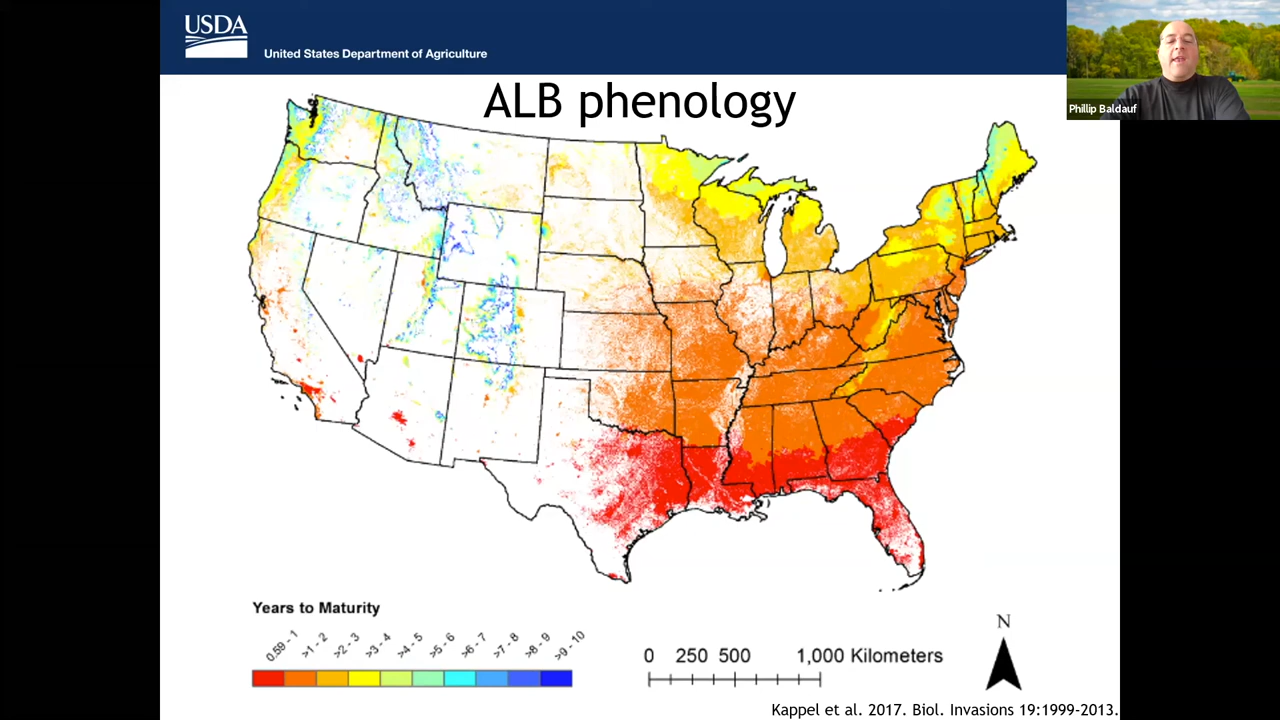 USDA
United States Department of Agriculture
Phillip Baldauf
ALB phenology
Years to Maturity
0.59 - 1
>1 - 2
>2 - 3
>3 - 4
>4 - 5
>5 - 6
>6 - 7
>7 - 8
>8 - 9
>9 - 10
0 250 500 1,000 Kilometers
N
Kappel et al. 2017. Biol. Invasions 19:1999-2013.